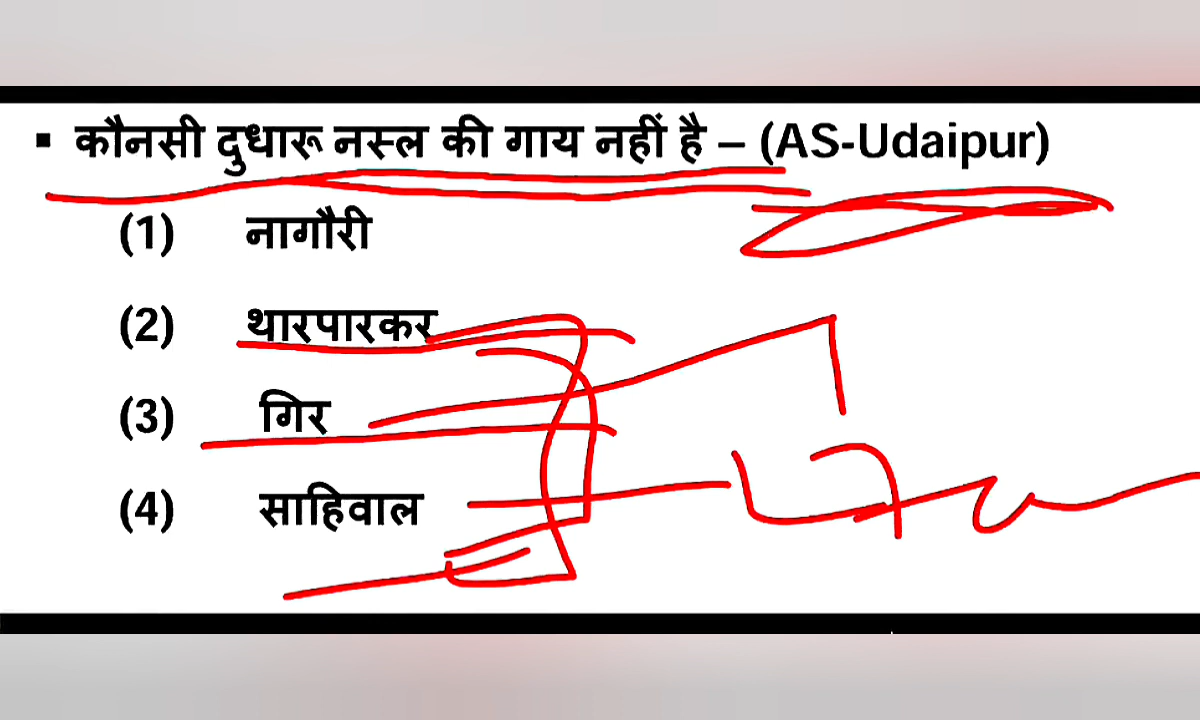 ▪ कौनसी दुधारू नस्ल की गाय नहीं है – (AS-Udaipur)
(1) नागौरी
(2) थारपारकर
(3) गिर
(4) साहिवाल